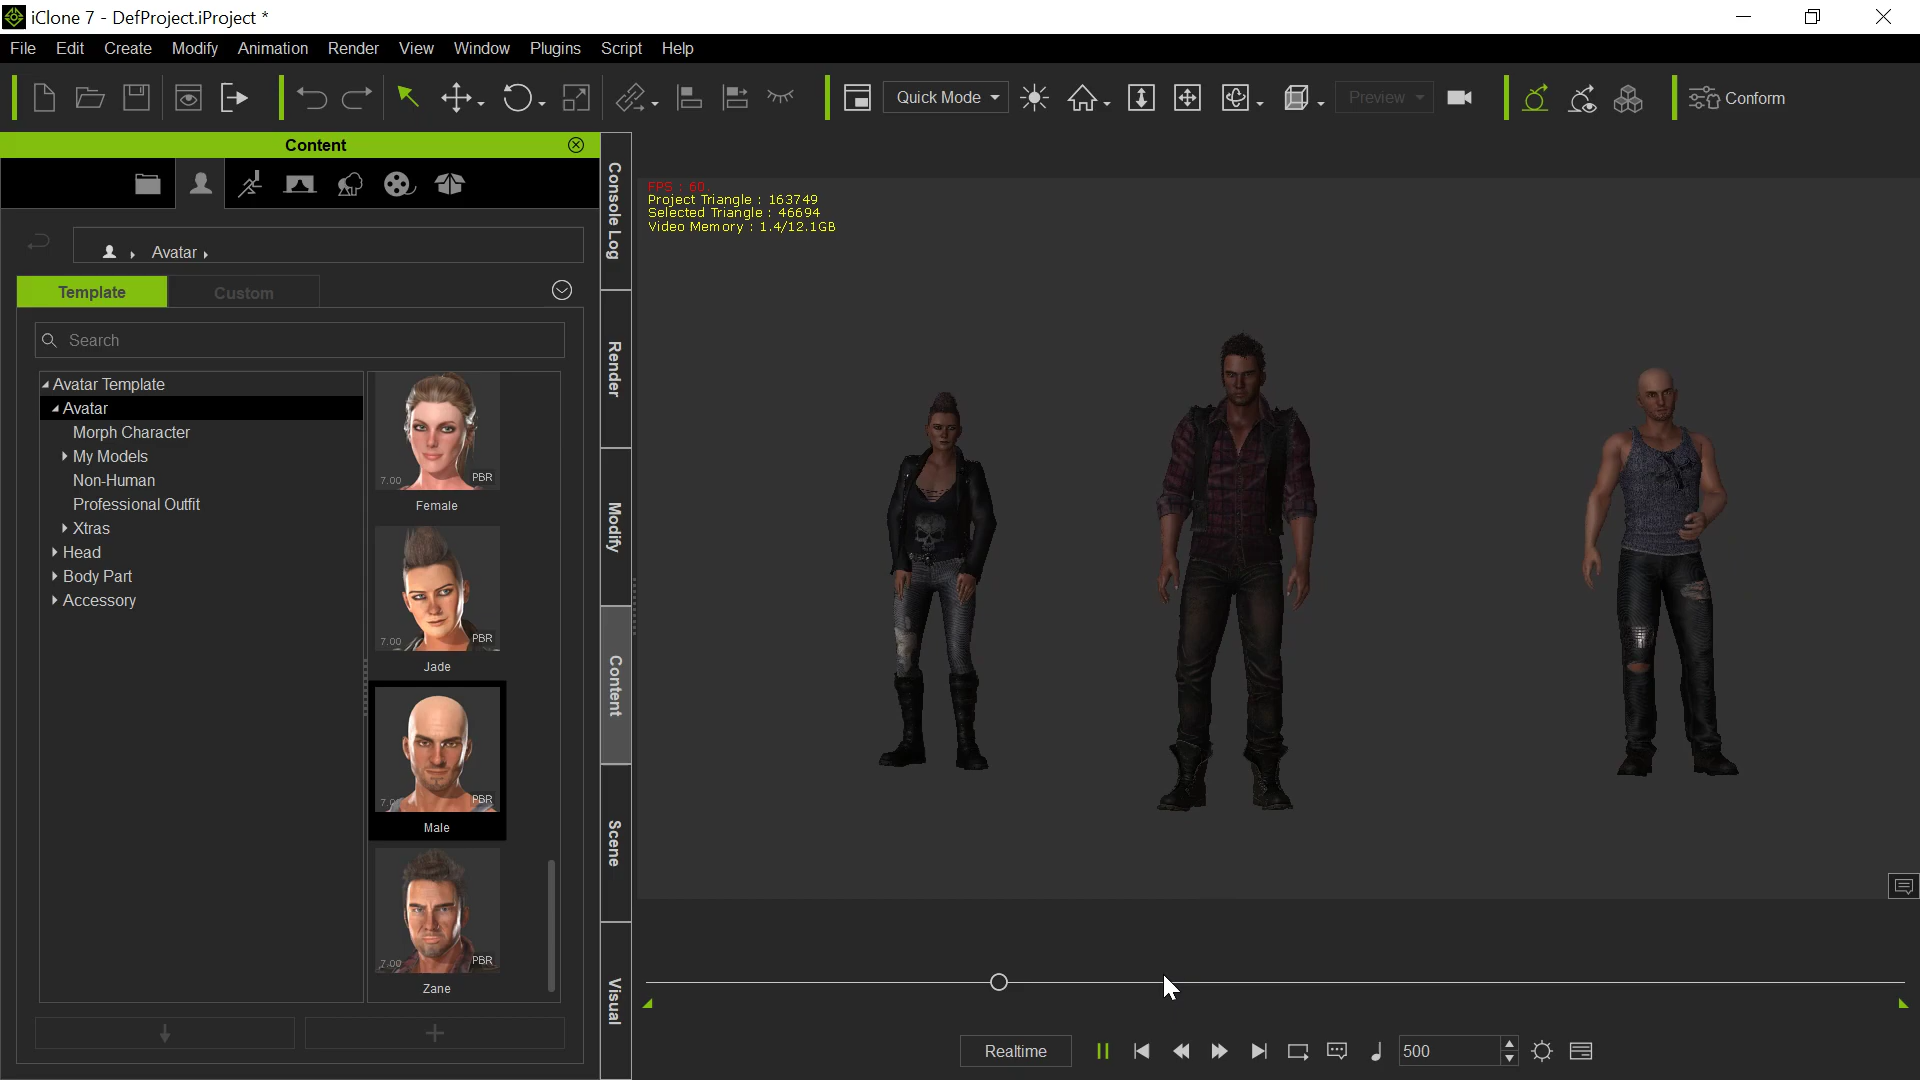 iClone 7 - DefProject.iProject *
File Edit Create Modify Animation Render View Window Plugins Script Help
Quick Mode
Preview
Conform
Content
Avatar
Template
Custom
Search
Avatar Template
Avatar
Morph Character
My Models
Non-Human
Professional Outfit
Xtras
Head
Body Part
Accessory
7.00 PBR
Female
7.00 PBR
Jade
7.00 PBR
Male
7.00 PBR
Zane
Console Log
Render
Modify
Content
Scene
Visual
FPS : 60.
Project Triangle : 163749
Selected Triangle : 46694
Video Memory : 1.4/12.1GB
Realtime
500